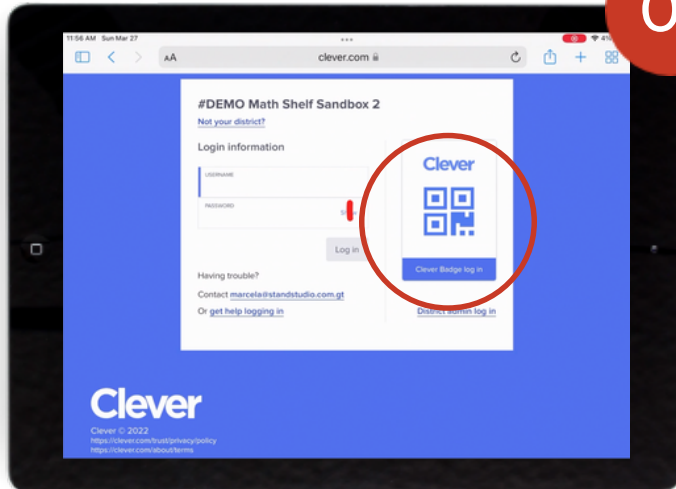 11:56 AM Sun Mar 27
AA
clever.com
#DEMO Math Shelf Sandbox 2
Not your district?
Login information
USERNAME
PASSWORD
Log in
Having trouble?
Contact marcela@standstudio.com.gt
Or get help logging in
Clever
Clever Badge log in
District admin log in
Clever
Clever © 2022
https://clever.com/trust/privacy/policy
https://clever.com/about/terms